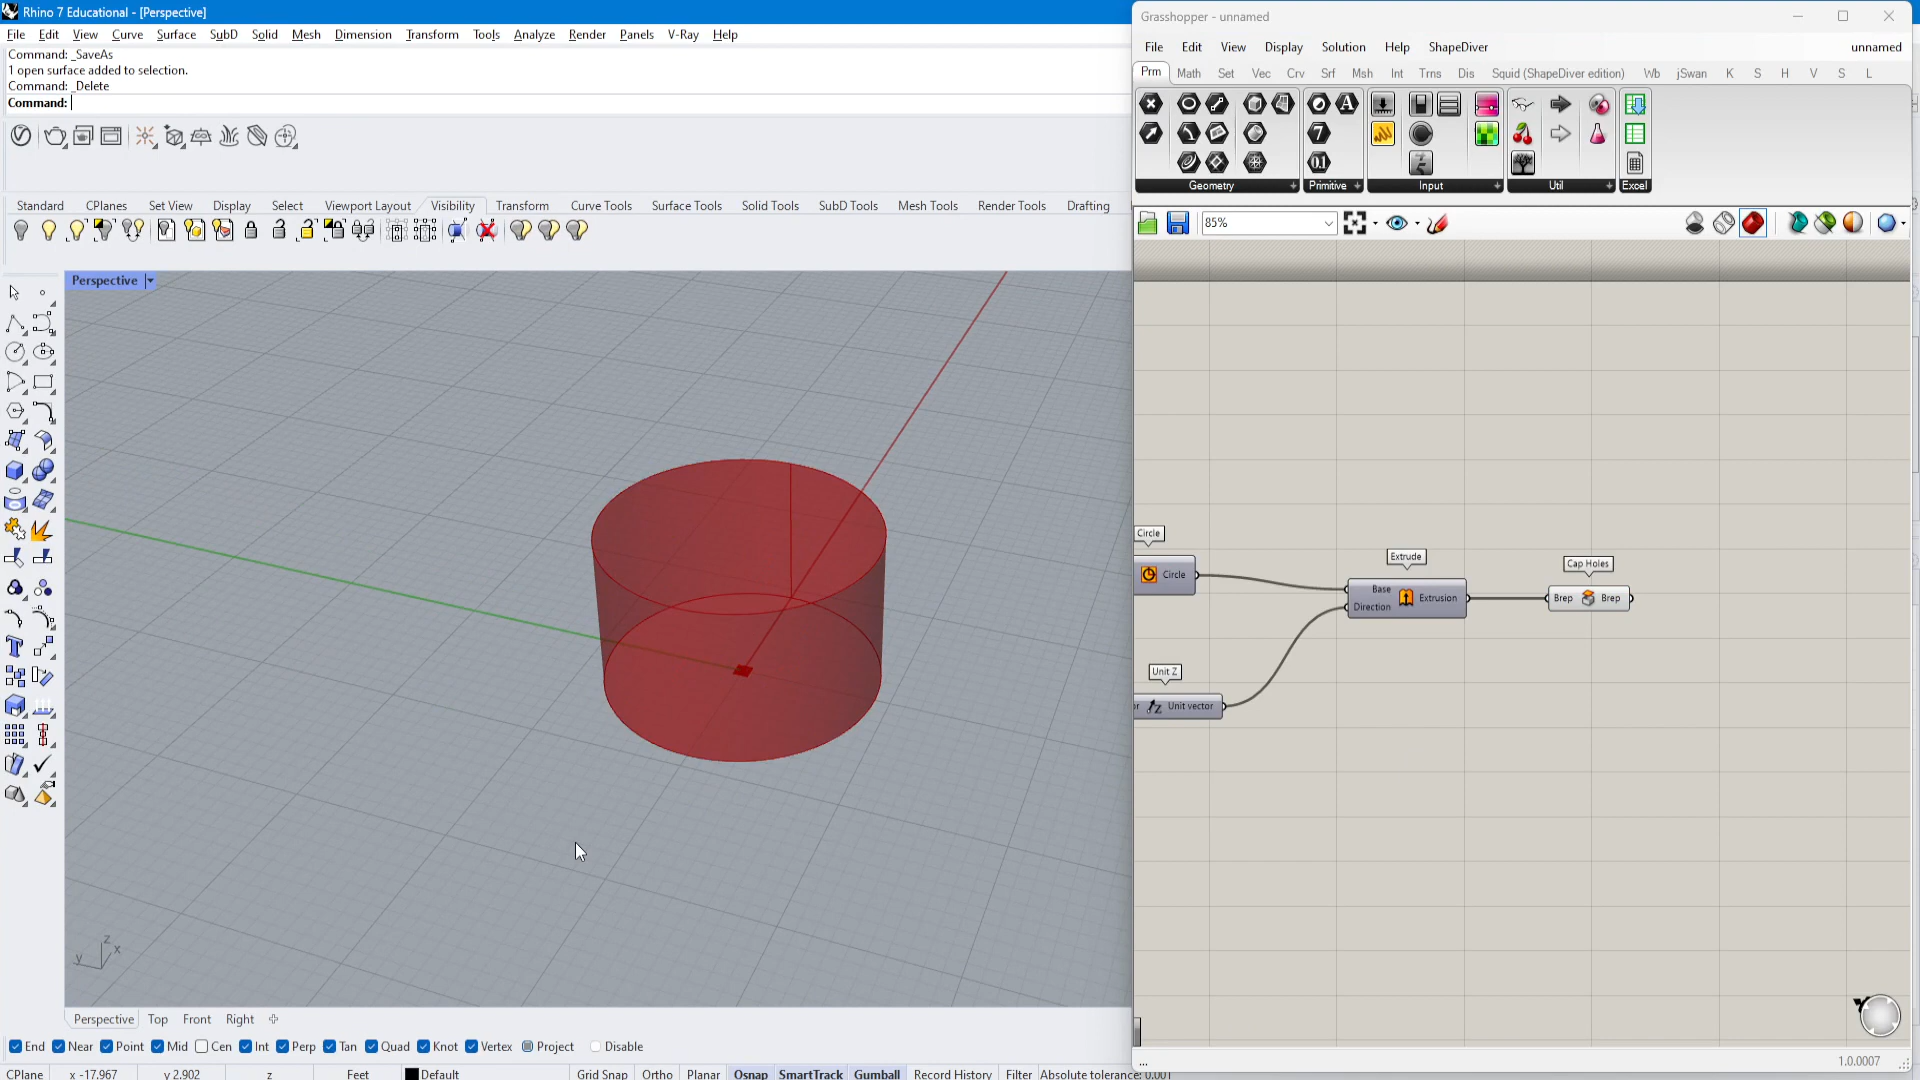 Rhino 7 Educational - [Perspective]
File Edit View Curve Surface SubD Solid Mesh Dimension Transform Tools Analyze Render Panels V-Ray Help
Command: _SaveAs
1 open surface added to selection.
Command: _Delete
Command:
Standard CPlanes Set View Display Select Viewport Layout Visibility Transform Curve Tools Surface Tools Solid Tools SubD Tools Mesh Tools Render Tools Drafting
Perspective
z
y x
Perspective Top Front Right
End Near Point Mid Cen Int Perp Tan Quad Knot Vertex Project Disable
CPlane x -17.967 y 2.902 z Feet Default Grid Snap Ortho Planar Osnap SmartTrack Gumball Record History Filter Absolute tolerance: 0.001
Grasshopper - unnamed
File Edit View Display Solution Help ShapeDiver unnamed
Prm Math Set Vec Crv Srf Msh Int Trns Dis Squid (ShapeDiver edition) Wb jSwan K S H V S L
Geometry Primitive Input Util Excel
85%
Circle
Circle
Extrude
Base
Direction
Extrusion
Cap Holes
Brep Brep
Unit Z
or Unit vector
...
1.0.0007